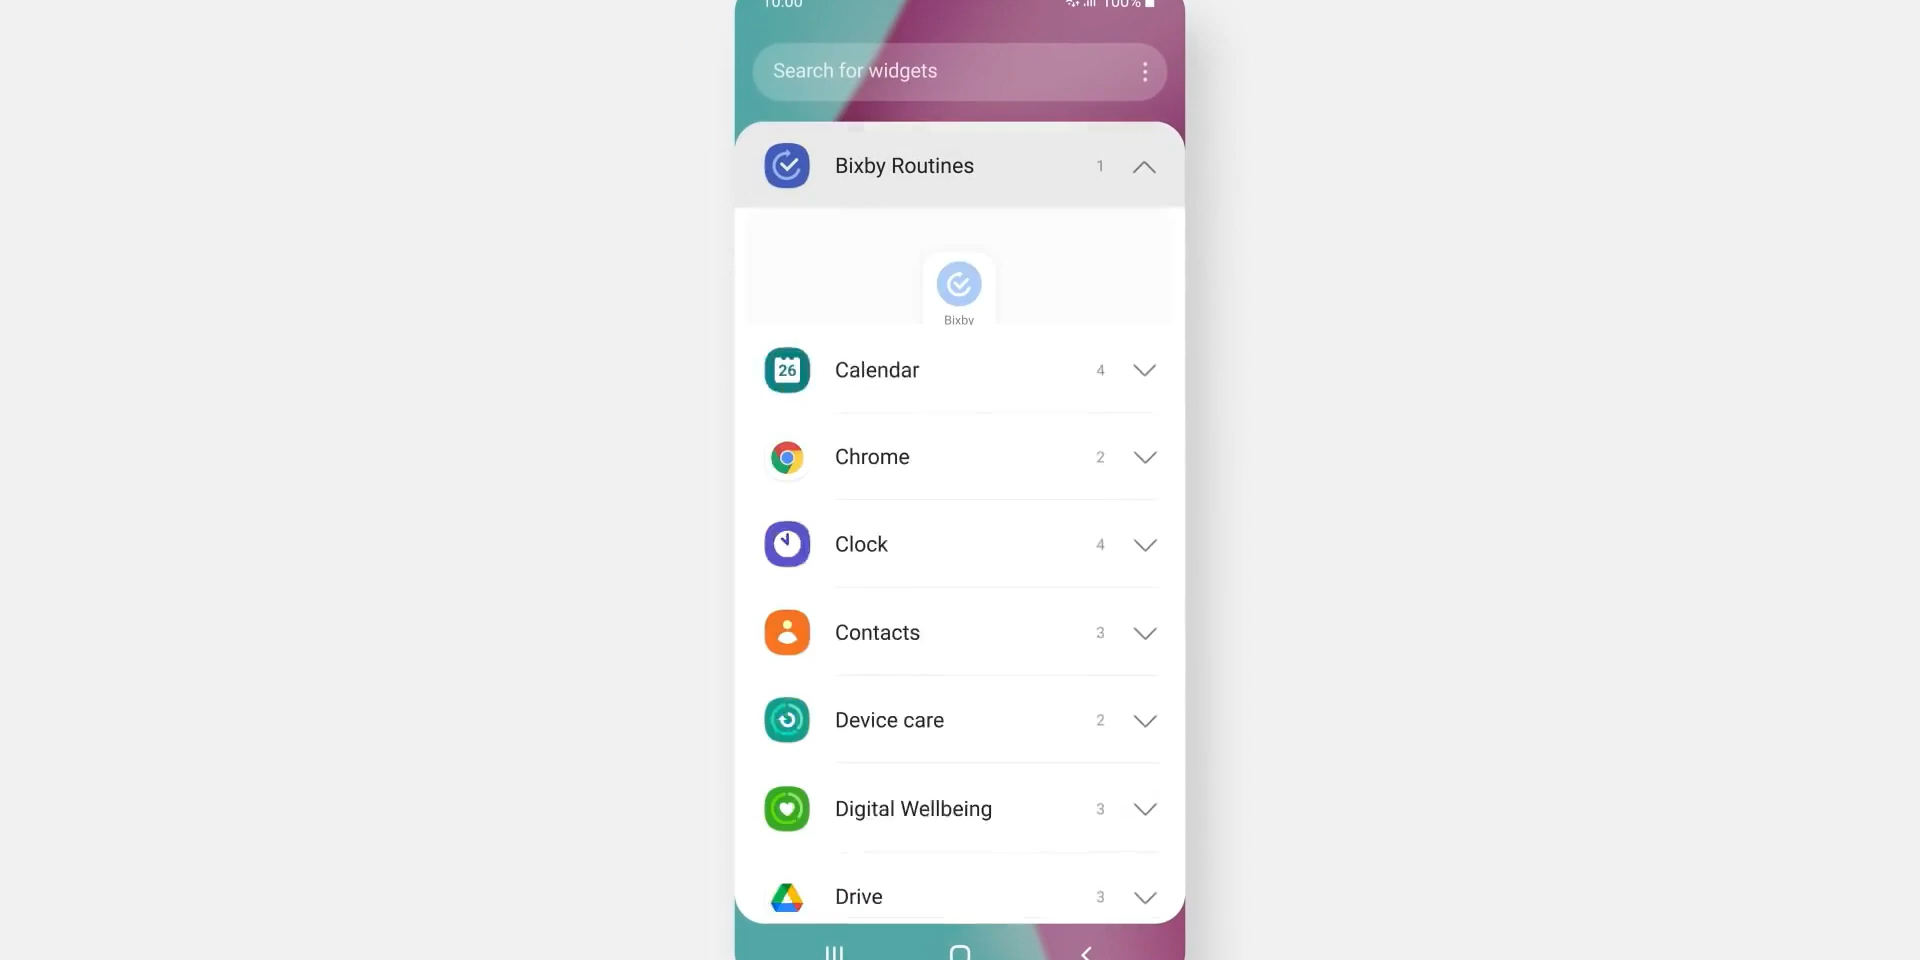 10:00 100%
Search for widgets
Bixby Routines 1
Bixby
26 Calendar 4
Chrome 2
Clock 4
Contacts 3
Device care 2
Digital Wellbeing 3
Drive 3